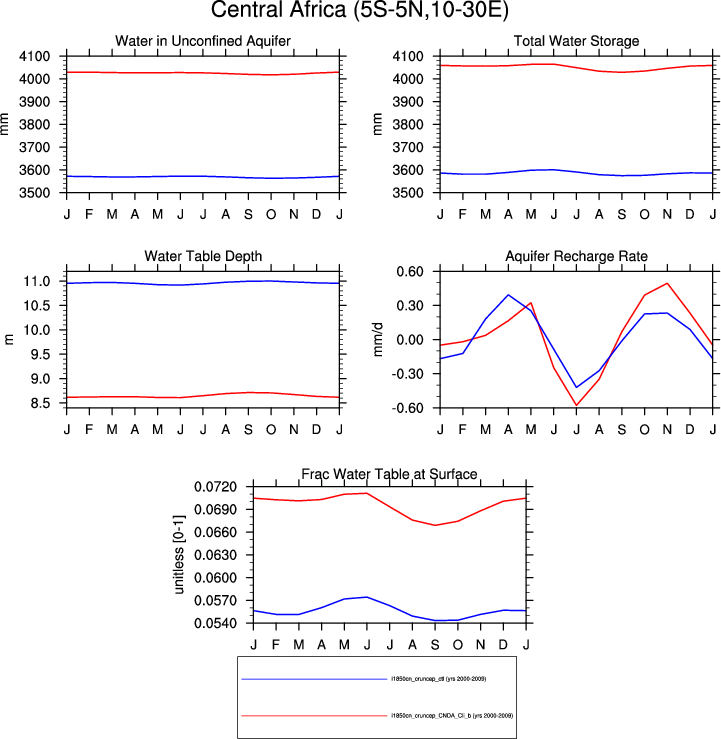 Central Africa (5S-5N,10-30E)
Water in Unconfined Aquifer
mm
4100
4000
3900
3800
3700
3600
3500
J F M A M J J A S O N D J
Total Water Storage
mm
4100
4000
3900
3800
3700
3600
3500
J F M A M J J A S O N D J
Water Table Depth
m
11.0
10.5
10.0
9.5
9.0
8.5
J F M A M J J A S O N D J
Aquifer Recharge Rate
mm/d
0.60
0.30
0.00
-0.30
-0.60
J F M A M J J A S O N D J
Frac Water Table at Surface
unitless [0-1]
0.0720
0.0690
0.0660
0.0630
0.0600
0.0570
0.0540
J F M A M J J A S O N D J
i1850cn_cruncep_ctl (yrs 2000-2009)
i1850cn_cruncep_CNDA_Cli_b (yrs 2000-2009)